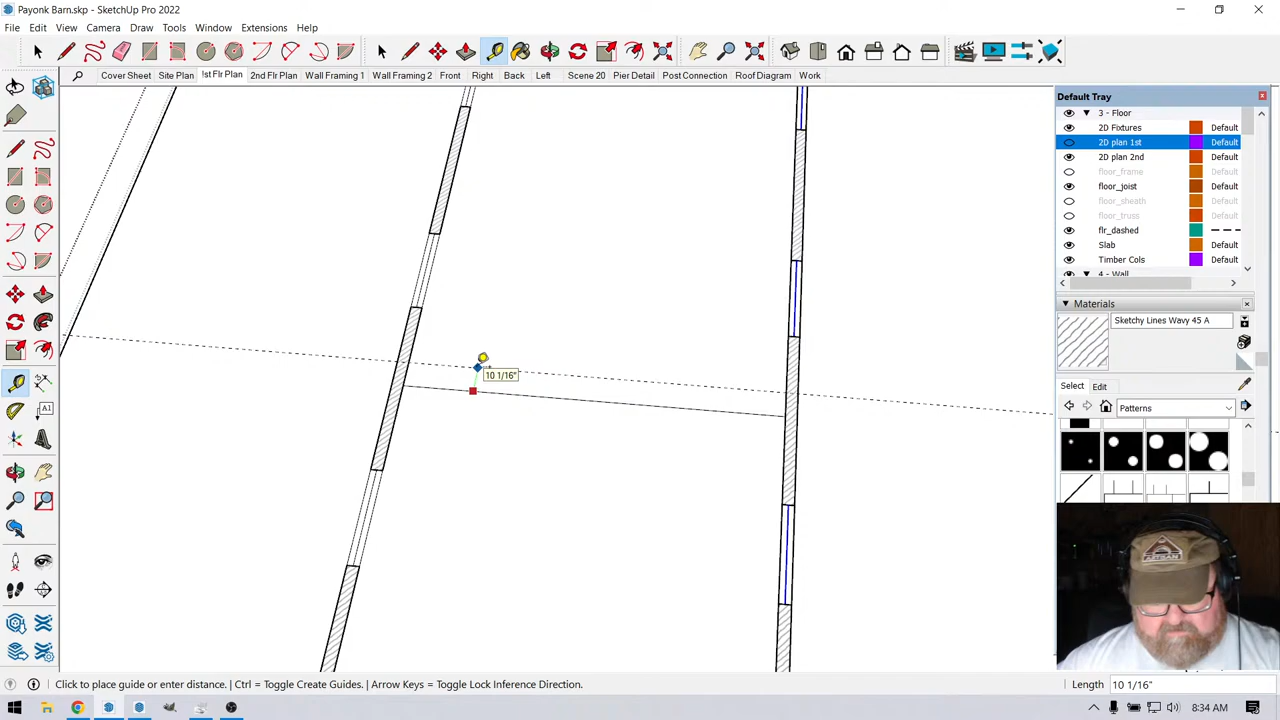 Payonk Barn.skp - SketchUp Pro 2022
File Edit View Camera Draw Tools Window Extensions Help
Cover Sheet Site Plan !st Flr Plan 2nd Flr Plan Wall Framing 1 Wall Framing 2 Front Right Back Left Scene 20 Pier Detail Post Connection Roof Diagram Work
Default Tray
3 - Floor
2D Fixtures Default
2D plan 1st Default
2D plan 2nd Default
floor_frame Default
floor_joist Default
floor_sheath Default
floor_truss Default
flr_dashed
Slab Default
Timber Cols Default
4 - Wall
Materials
Sketchy Lines Wavy 45 A
Select Edit
Patterns
10 1/16"
Click to place guide or enter distance. | Ctrl = Toggle Create Guides. | Arrow Keys = Toggle Lock Inference Direction.
Length 10 1/16"
8:34 AM